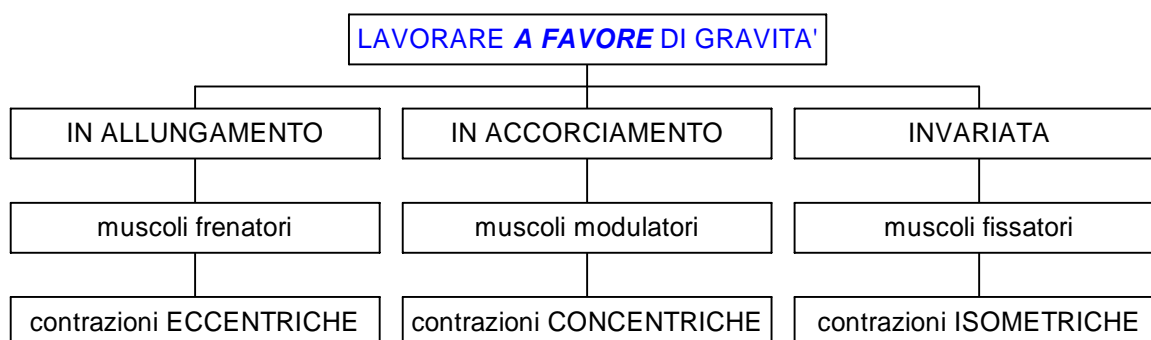 LAVORARE A FAVORE DI GRAVITA'
IN ALLUNGAMENTO
IN ACCORCIAMENTO
INVARIATA
muscoli frenatori
muscoli modulatori
muscoli fissatori
contrazioni ECCENTRICHE
contrazioni CONCENTRICHE
contrazioni ISOMETRICHE